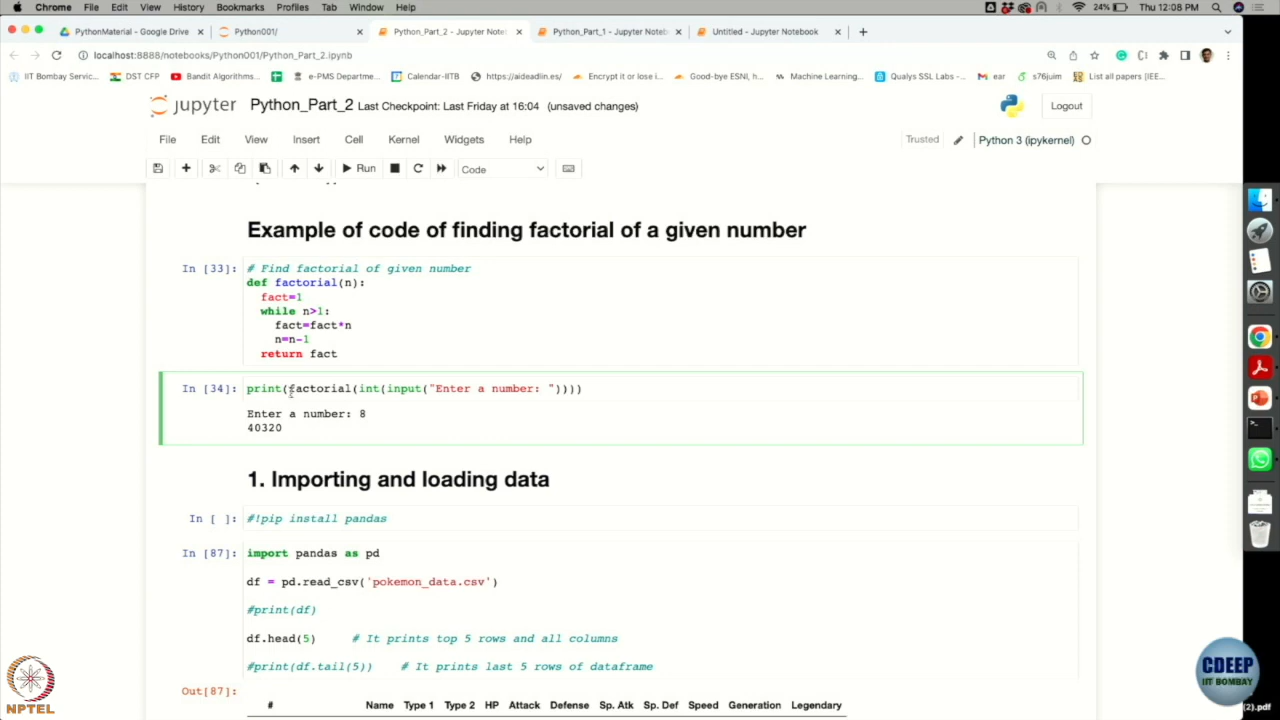 Chrome File Edit View History Bookmarks Profiles Tab Window Help 24% Thu 12:08 PM
PythonMaterial - Google Drive Python001/ Python_Part_2 - Jupyter Note Python_Part_1 - Jupyter Noteb Untitled - Jupyter Notebook
localhost:8888/notebooks/Python001/Python_Part_2.ipynb
IIT Bombay Servic... DST CFP Bandit Algorithms... e-PMS Departme... Calendar-IITB https://aideadlin.es/ Encrypt it or lose i... Good-bye ESNI, h... Machine Learning... Qualys SSL Labs -... ear s76juim List all papers (IEE...
jupyter Python_Part_2 Last Checkpoint: Last Friday at 16:04 (unsaved changes) Logout
File Edit View Insert Cell Kernel Widgets Help Trusted Python 3 (ipykernel)
Run Code
Example of code of finding factorial of a given number
In [33]: # Find factorial of given number
def factorial(n):
fact=1
while n>1:
fact=fact*n
n=n-1
return fact
In [34]: print(factorial(int(input("Enter a number: "))))
Enter a number: 8
40320
1. Importing and loading data
In [ ]: #!pip install pandas
In [87]: import pandas as pd
df = pd.read_csv('pokemon_data.csv')
#print(df)
df.head(5) # It prints top 5 rows and all columns
#print(df.tail(5)) # It prints last 5 rows of dataframe
Out[87]:
# Name Type 1 Type 2 HP Attack Defense Sp. Atk Sp. Def Speed Generation Legendary
NPTEL
CDEEP
IIT BOMBAY
(2).pdf